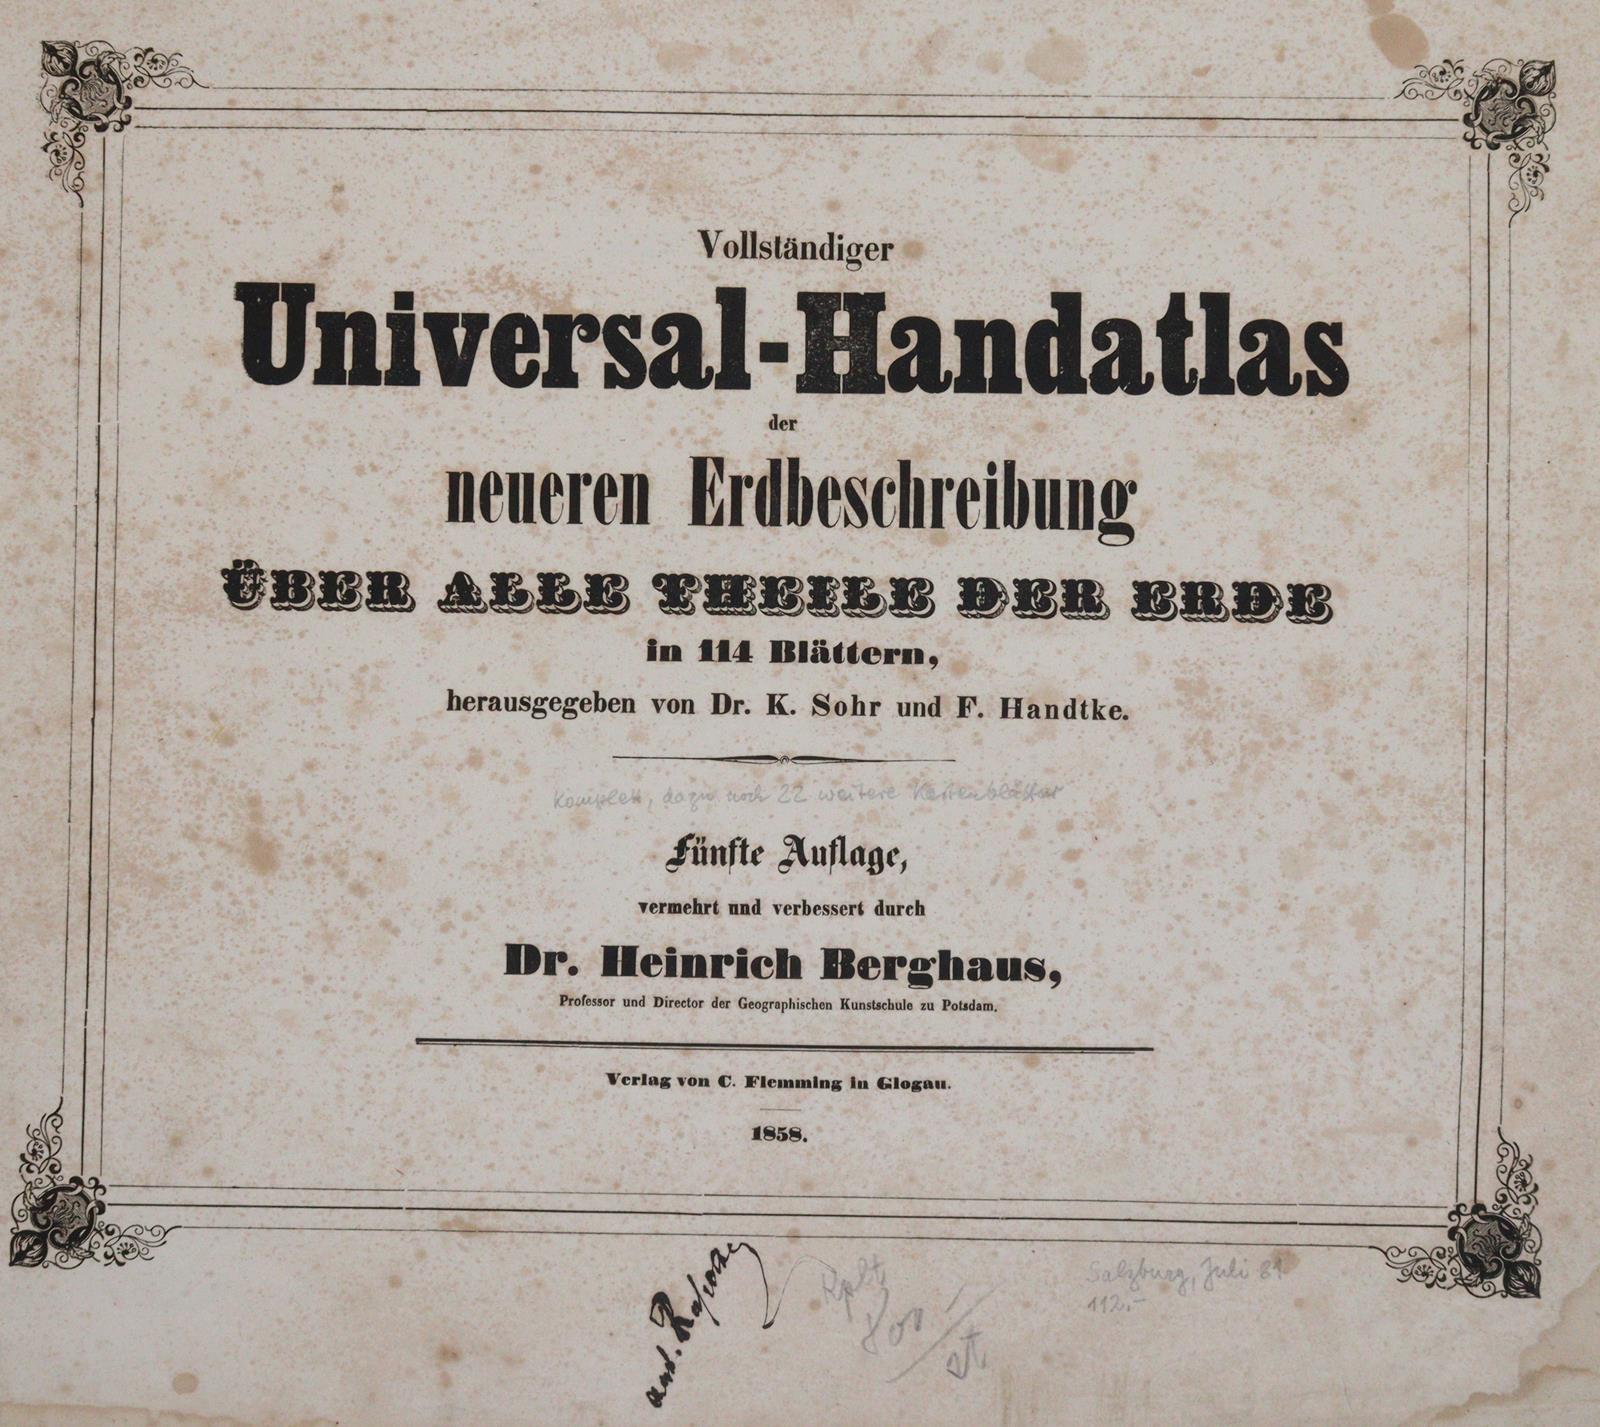 Vollständiger
Universal-Handatlas
der
neueren Erdbeschreibung
ÜBER ALLE THEILE DER ERDE
in 114 Blättern,
herausgegeben von Dr. K. Sohr und F. Handtke.
Komplett, dazu noch 22 weitere Kartenblätter
Fünfte Auflage,
vermehrt und verbessert durch
Dr. Heinrich Berghaus,
Professor und Director der Geographischen Kunstschule zu Potsdam.
Verlag von C. Flemming in Glogau.
1858.
Salzburg, Juli 81
112.-